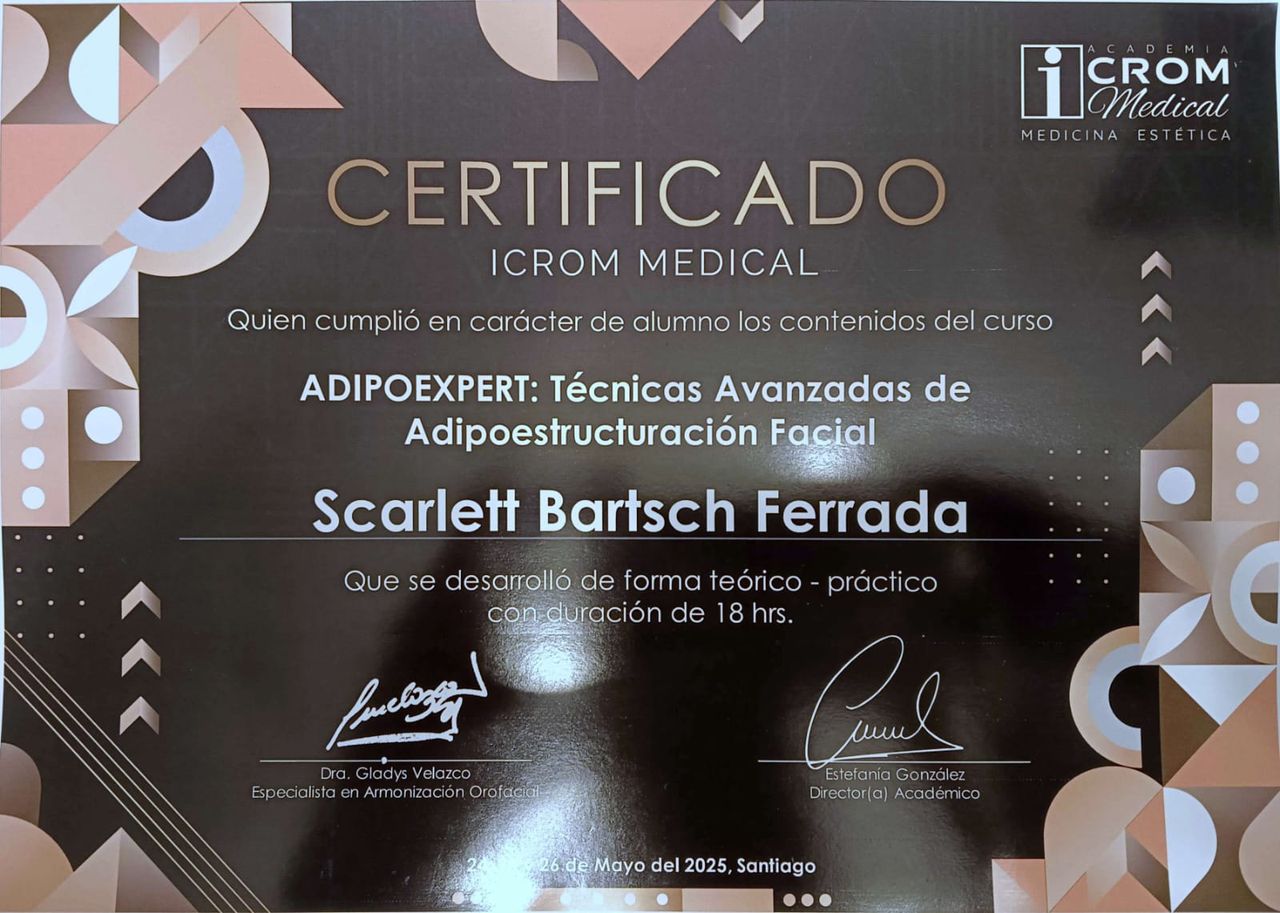 ACADEMIA
iCROM
Medical
MEDICINA ESTÉTICA
CERTIFICADO
ICROM MEDICAL
Quien cumplió en carácter de alumno los contenidos del curso
ADIPOEXPERT: Técnicas Avanzadas de
Adipoestructuración Facial
Scarlett Bartsch Ferrada
Que se desarrolló de forma teórico - práctico
con duración de 18 hrs.
Dra. Gladys Velazco
Especialista en Armonización Orofacial
Estefanía González
Director(a) Académico
26 de Mayo del 2025, Santiago